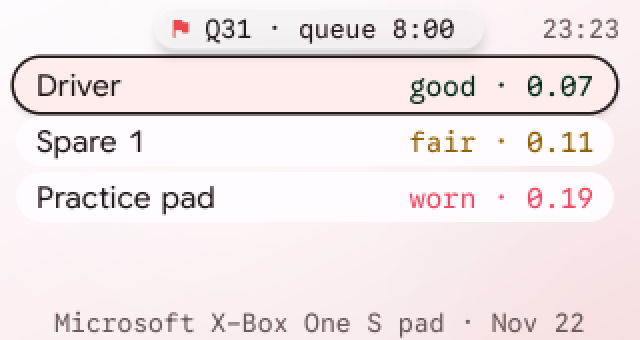 Q31 · queue 8:00
23:23
Driver good · 0.07
Spare 1 fair · 0.11
Practice pad worn · 0.19
Microsoft X-Box One S pad · Nov 22